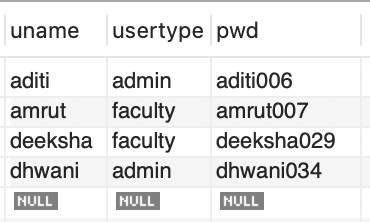 uname usertype pwd
aditi admin aditi006
amrut faculty amrut007
deeksha faculty deeksha029
dhwani admin dhwani034
NULL NULL NULL